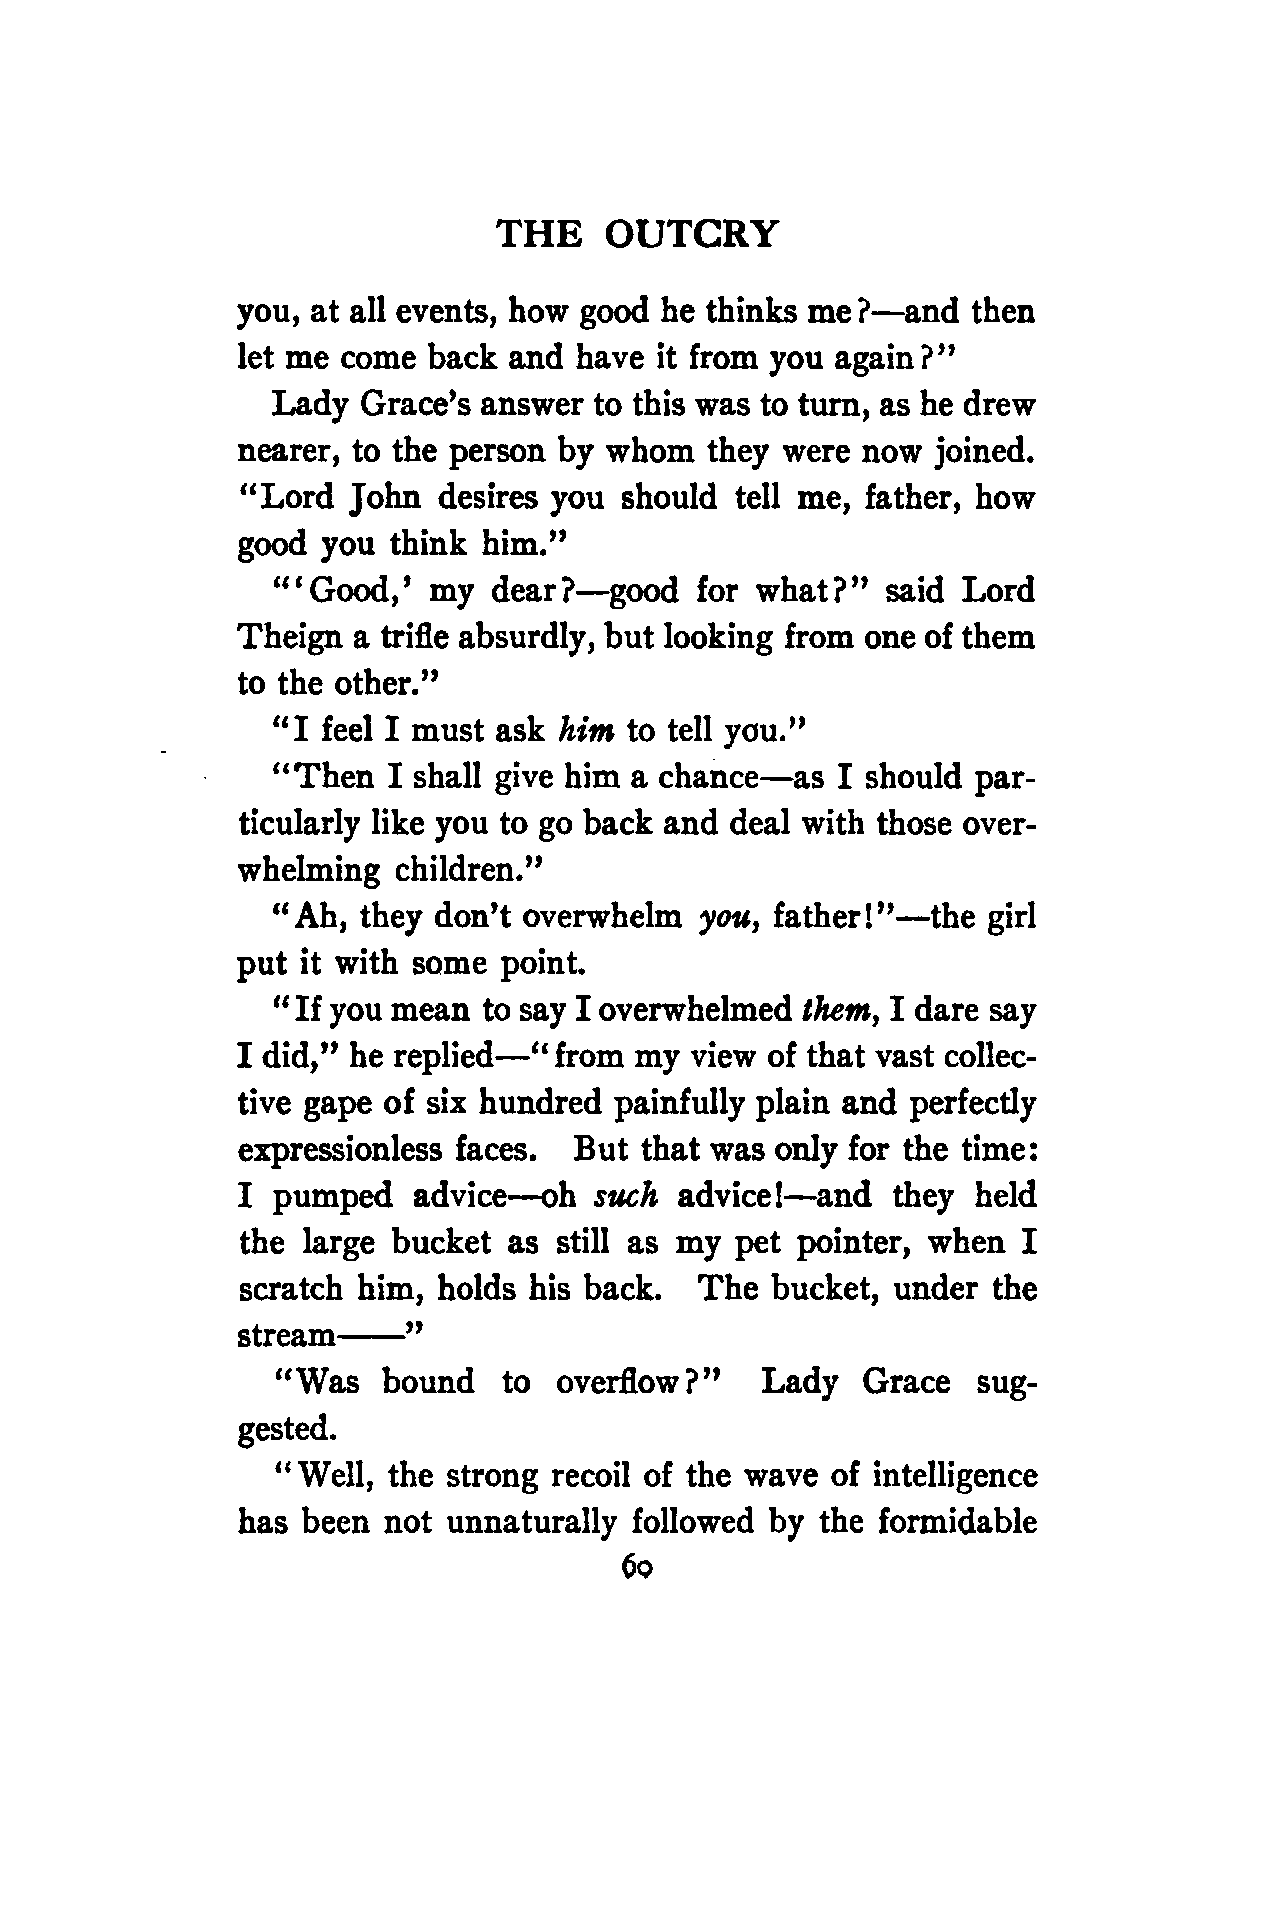 THE OUTCRY
you, at all events, how good he thinks me?—and then
let me come back and have it from you again?”
Lady Grace’s answer to this was to turn, as he drew
nearer, to the person by whom they were now joined.
“Lord John desires you should tell me, father, how
good you think him.”
“‘Good,’ my dear?—good for what?” said Lord
Theign a trifle absurdly, but looking from one of them
to the other.”
“I feel I must ask him to tell you.”
“Then I shall give him a chance—as I should par-
ticularly like you to go back and deal with those over-
whelming children.”
“Ah, they don’t overwhelm you, father!”—the girl
put it with some point.
“If you mean to say I overwhelmed them, I dare say
I did,” he replied—“from my view of that vast collec-
tive gape of six hundred painfully plain and perfectly
expressionless faces. But that was only for the time:
I pumped advice—oh such advice!—and they held
the large bucket as still as my pet pointer, when I
scratch him, holds his back. The bucket, under the
stream——”
“Was bound to overflow?” Lady Grace sug-
gested.
“Well, the strong recoil of the wave of intelligence
has been not unnaturally followed by the formidable
60